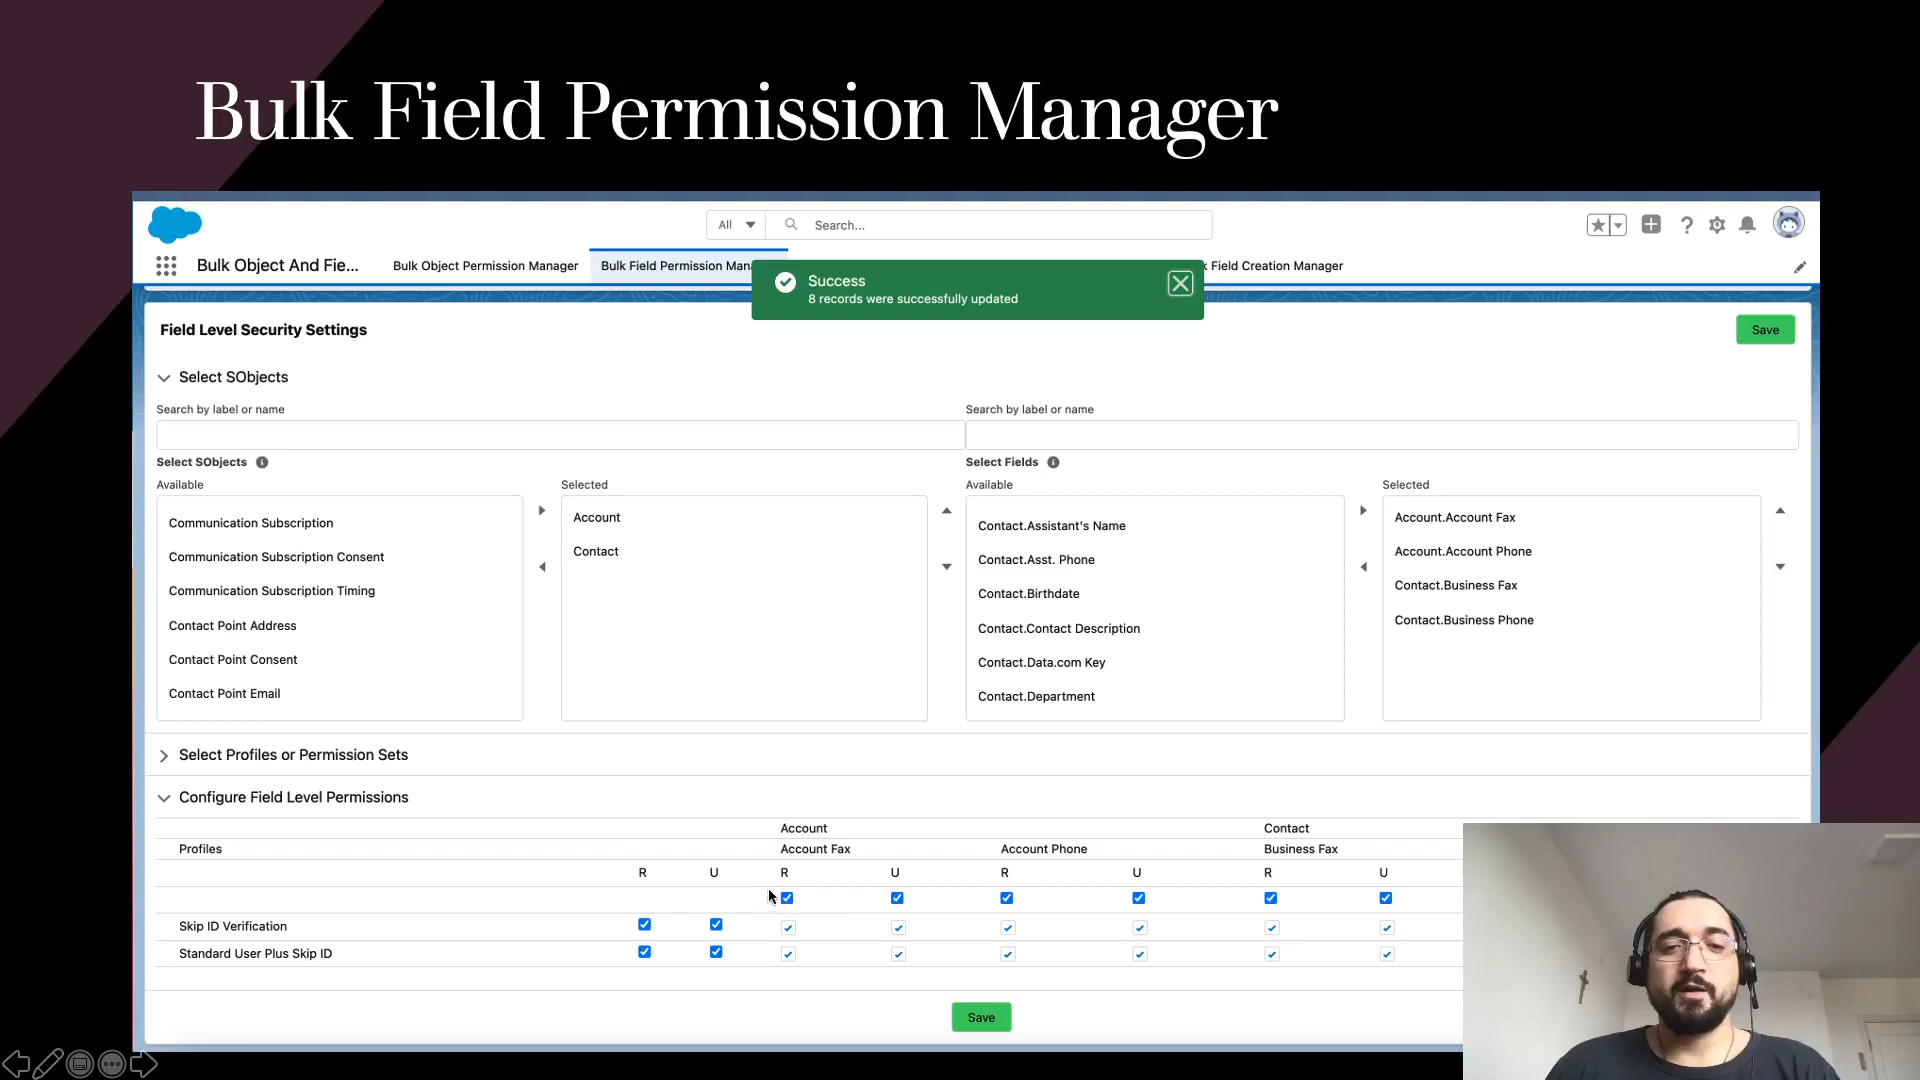 Bulk Field Permission Manager
All
Search...
Bulk Object And Fie...
Bulk Object Permission Manager
Bulk Field Permission Mana
k Field Creation Manager
Success
8 records were successfully updated
Field Level Security Settings
Save
Select SObjects
Search by label or name
Search by label or name
Select SObjects
Select Fields
Available
Selected
Available
Selected
Communication Subscription
Communication Subscription Consent
Communication Subscription Timing
Contact Point Address
Contact Point Consent
Contact Point Email
Account
Contact
Contact.Assistant's Name
Contact.Asst. Phone
Contact.Birthdate
Contact.Contact Description
Contact.Data.com Key
Contact.Department
Account.Account Fax
Account.Account Phone
Contact.Business Fax
Contact.Business Phone
Select Profiles or Permission Sets
Configure Field Level Permissions
Account
Contact
Profiles
Account Fax
Account Phone
Business Fax
R U R U R U R U
Skip ID Verification
Standard User Plus Skip ID
Save